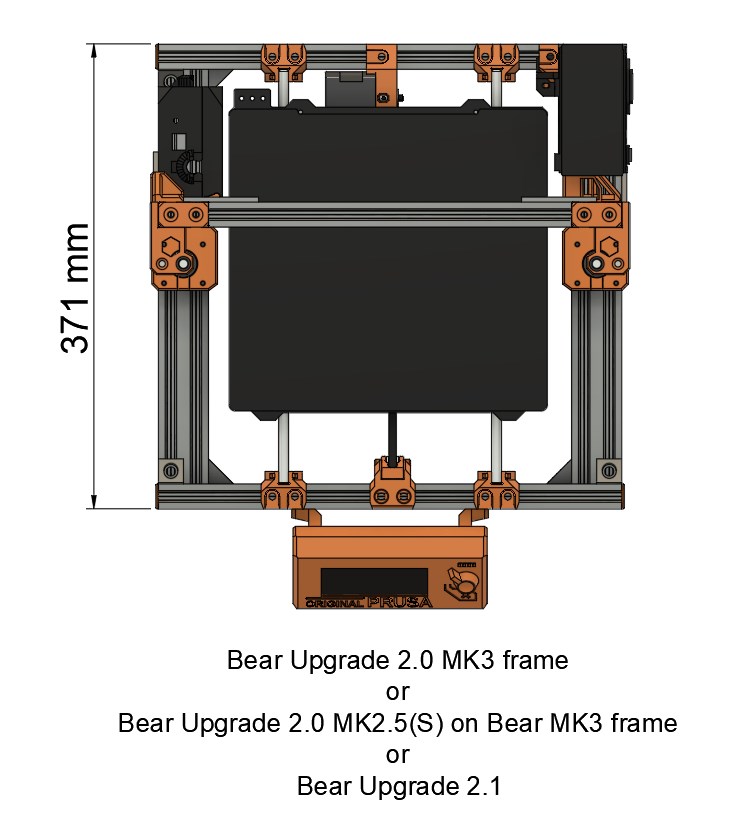 371 mm
ORIGINAL PRUSA
Bear Upgrade 2.0 MK3 frame
or
Bear Upgrade 2.0 MK2.5(S) on Bear MK3 frame
or
Bear Upgrade 2.1